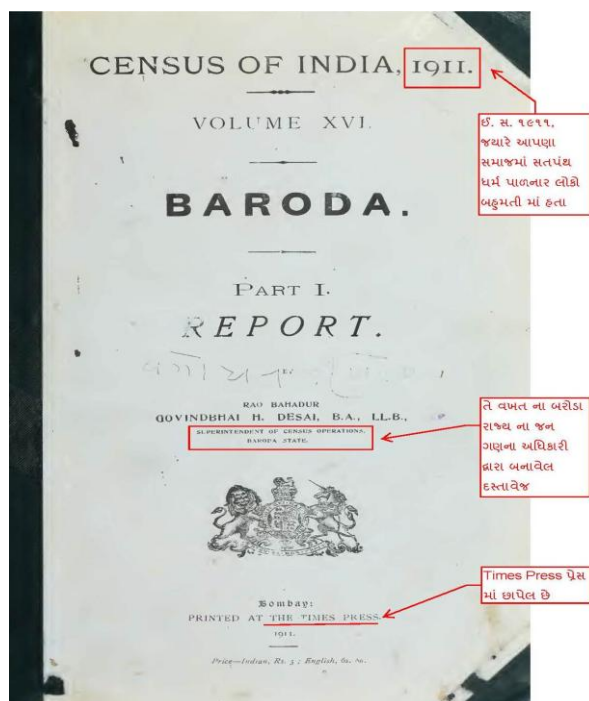 CENSUS OF INDIA, 1911.
VOLUME XVI.
BARODA.
PART I.
REPORT.
RAO BAHADUR
GOVINDBHAI H. DESAI, B.A., LL.B.,
SUPERINTENDENT OF CENSUS OPERATIONS,
BARODA STATE.
Bombay:
PRINTED AT THE TIMES PRESS.
1911.
Price—Indian, Rs. 5 ; English, 6s. 8d.
ઈ. સ. ૧૯૧૧,
જ્યારે આપણા
સમાજમાં સતપંથ
ધર્મ પાળનાર લોકો
બહુમતી માં હતા
તે વખત ના બરોડા
રાજ્ય ના જન
ગણના અધિકારી
દ્વારા બનાવેલ
દસ્તાવેજ
Times Press પ્રેસ
માં છાપેલ છે